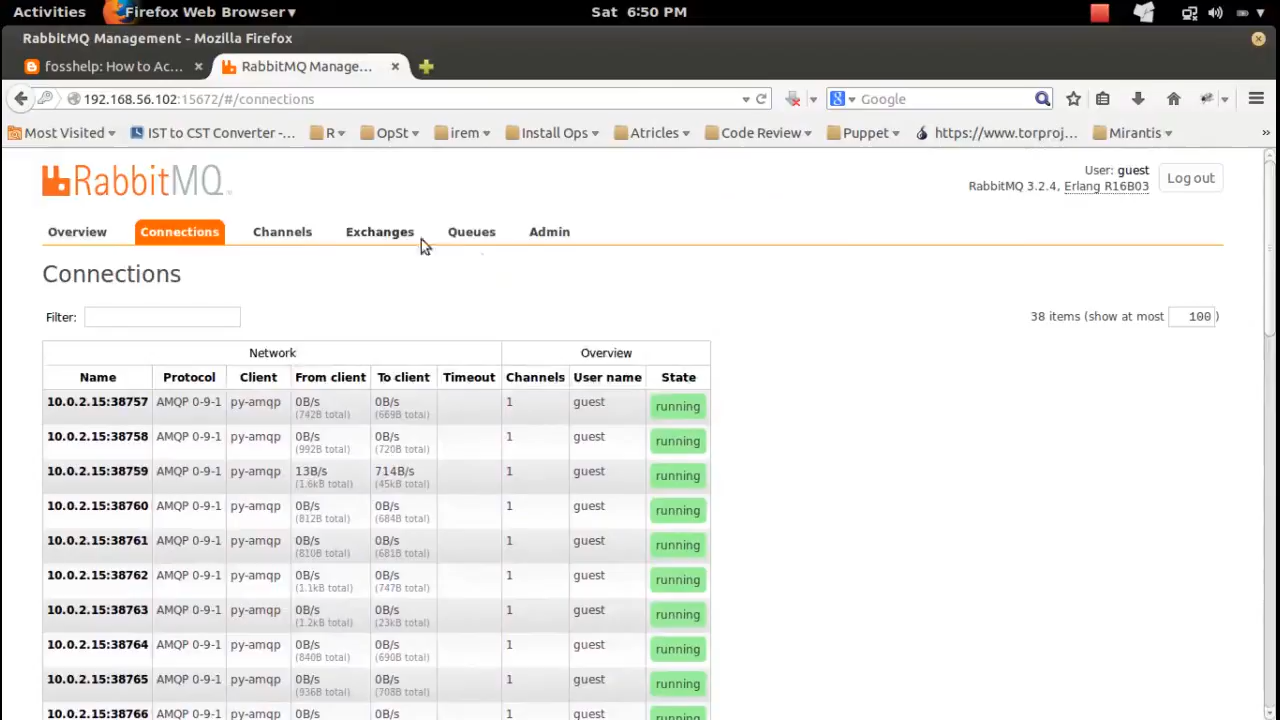 Activities Firefox Web Browser ▾ Sat 6:50 PM
RabbitMQ Management - Mozilla Firefox
fosshelp: How to Ac... × RabbitMQ Manage... ×
192.168.56.102:15672/#/connections Google
Most Visited IST to CST Converter -... R OpSt irem Install Ops Atricles Code Review Puppet https://www.torproj... Mirantis »
RabbitMQ
User: guest
RabbitMQ 3.2.4, Erlang R16B03
Log out
Overview Connections Channels Exchanges Queues Admin
Connections
Filter: 38 items (show at most 100)
Network Overview
Name Protocol Client From client To client Timeout Channels User name State
10.0.2.15:38757 AMQP 0-9-1 py-amqp 0B/s 0B/s 1 guest running
(742B total) (669B total)
10.0.2.15:38758 AMQP 0-9-1 py-amqp 0B/s 0B/s 1 guest running
(992B total) (720B total)
10.0.2.15:38759 AMQP 0-9-1 py-amqp 13B/s 714B/s 1 guest running
(1.6kB total) (45kB total)
10.0.2.15:38760 AMQP 0-9-1 py-amqp 0B/s 0B/s 1 guest running
(812B total) (684B total)
10.0.2.15:38761 AMQP 0-9-1 py-amqp 0B/s 0B/s 1 guest running
(810B total) (681B total)
10.0.2.15:38762 AMQP 0-9-1 py-amqp 0B/s 0B/s 1 guest running
(1.1kB total) (747B total)
10.0.2.15:38763 AMQP 0-9-1 py-amqp 0B/s 0B/s 1 guest running
(1.2kB total) (23kB total)
10.0.2.15:38764 AMQP 0-9-1 py-amqp 0B/s 0B/s 1 guest running
(840B total) (690B total)
10.0.2.15:38765 AMQP 0-9-1 py-amqp 0B/s 0B/s 1 guest running
(936B total) (708B total)
10.0.2.15:38766 AMQP 0-9-1 py-amqp 0B/s 0B/s 1 guest running